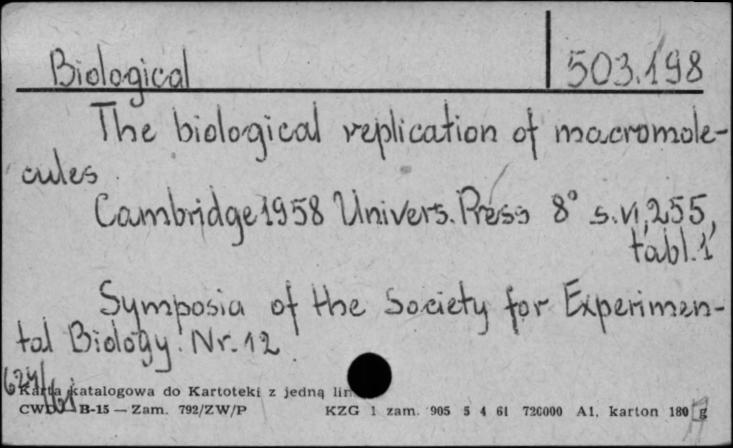 Biological
503.198
The biological replication of macromole-
cules
Cambridge 1958 Univers. Press 8° s. VI, 255,
tabl. 1
Symposia of the Society for Experimen-
tal Biology. Nr. 12
624/61
Karta katalogowa do Kartoteki z jedną lin
B-15 — Zam. 792/ZW/P KZG 1 zam. 905 5 4 61 720000 A1. karton 180 g